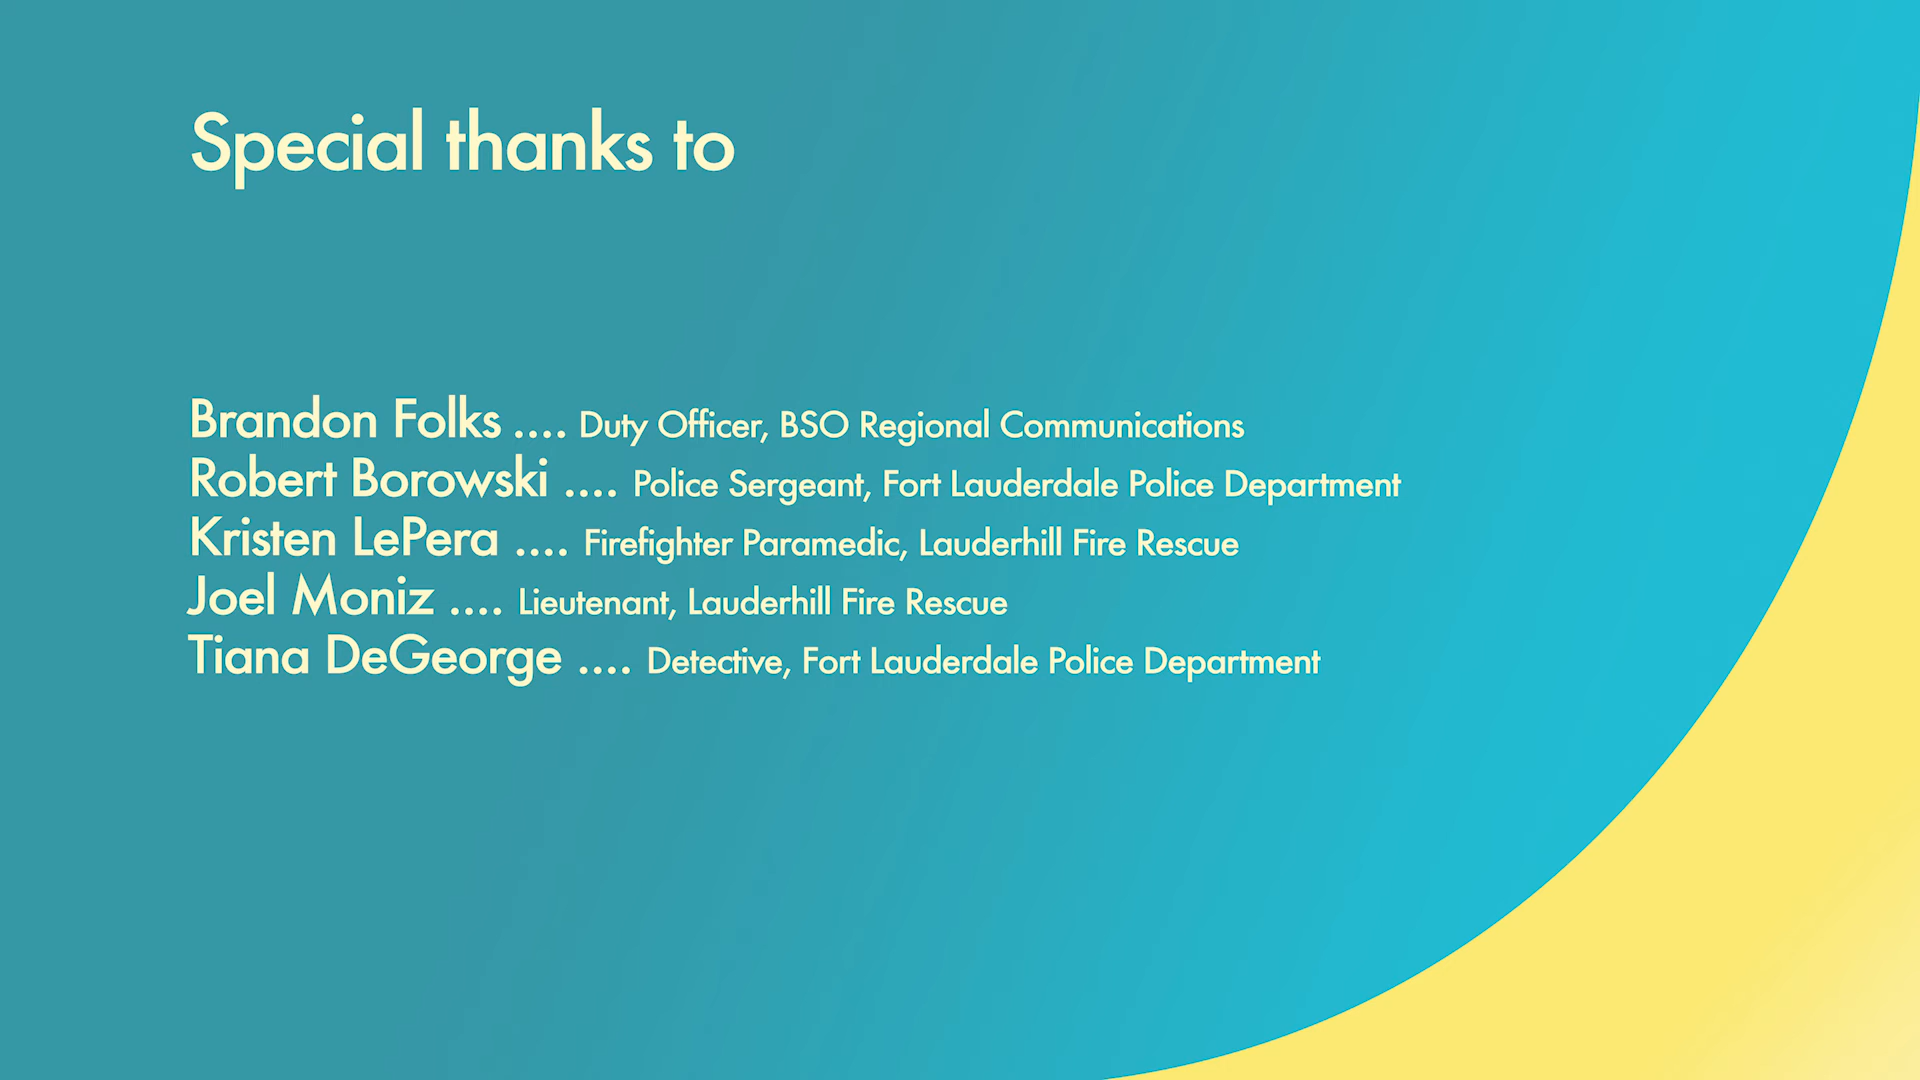 Special thanks to
Brandon Folks .... Duty Officer, BSO Regional Communications
Robert Borowski .... Police Sergeant, Fort Lauderdale Police Department
Kristen LePera .... Firefighter Paramedic, Lauderhill Fire Rescue
Joel Moniz .... Lieutenant, Lauderhill Fire Rescue
Tiana DeGeorge .... Detective, Fort Lauderdale Police Department